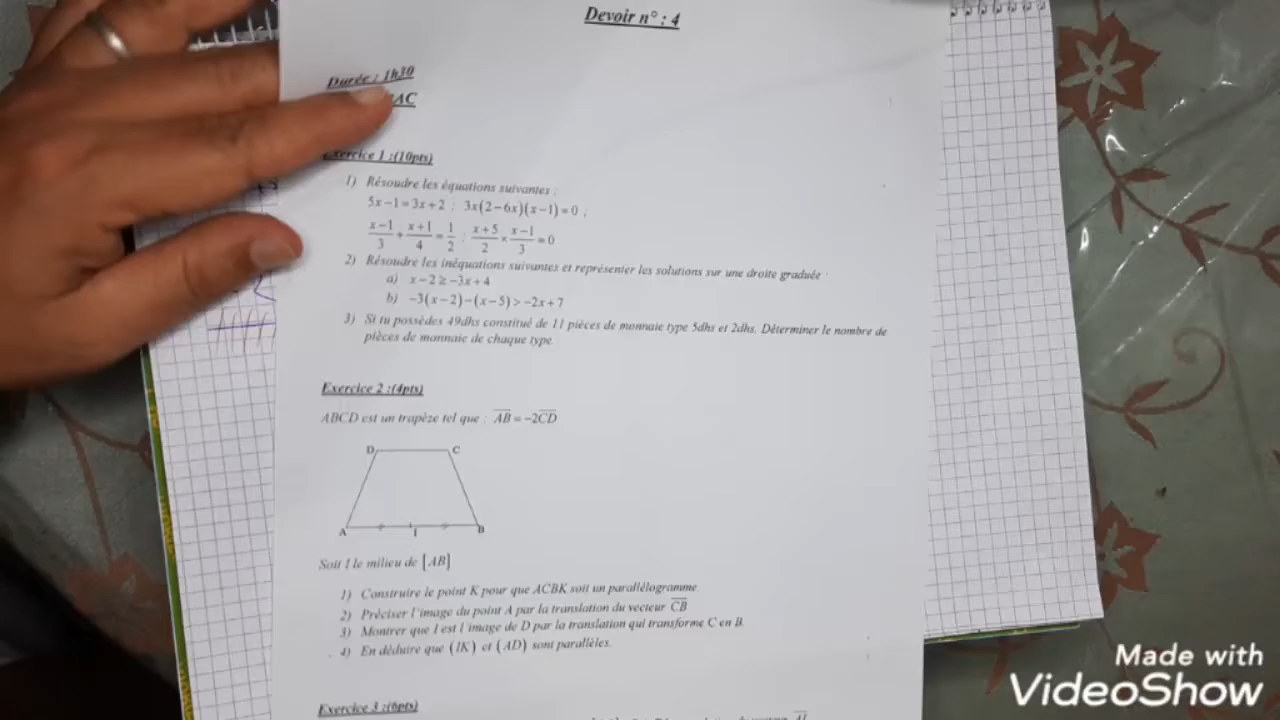 Devoir n° : 4
Durée : 1h30
AC
Exercice 1 :(10pts)
1) Résoudre les équations suivantes :
5x−1=3x+2 ; 3x(2−6x)(x−1)=0 ;
(x−1)/3 + (x+1)/4 = 1/2 ; (x+5)/2 × (x−1)/3 = 0
2) Résoudre les inéquations suivantes et représenter les solutions sur une droite graduée :
a) x−2≥−3x+4
b) −3(x−2)−(x−5)>−2x+7
3) Si tu possèdes 49dhs constitué de 11 pièces de monnaie type 5dhs et 2dhs. Déterminer le nombre de
pièces de monnaie de chaque type.
Exercice 2 :(4pts)
ABCD est un trapèze tel que : A̅B̅ = −2C̅D̅
D C
A I B
Soit I le milieu de [AB]
1) Construire le point K pour que ACBK soit un parallélogramme.
2) Préciser l'image du point A par la translation du vecteur C̅B̅
3) Montrer que I est l'image de D par la translation qui transforme C en B.
4) En déduire que (IK) et (AD) sont parallèles.
Exercice 3 :(6pts)
Made with
VideoShow